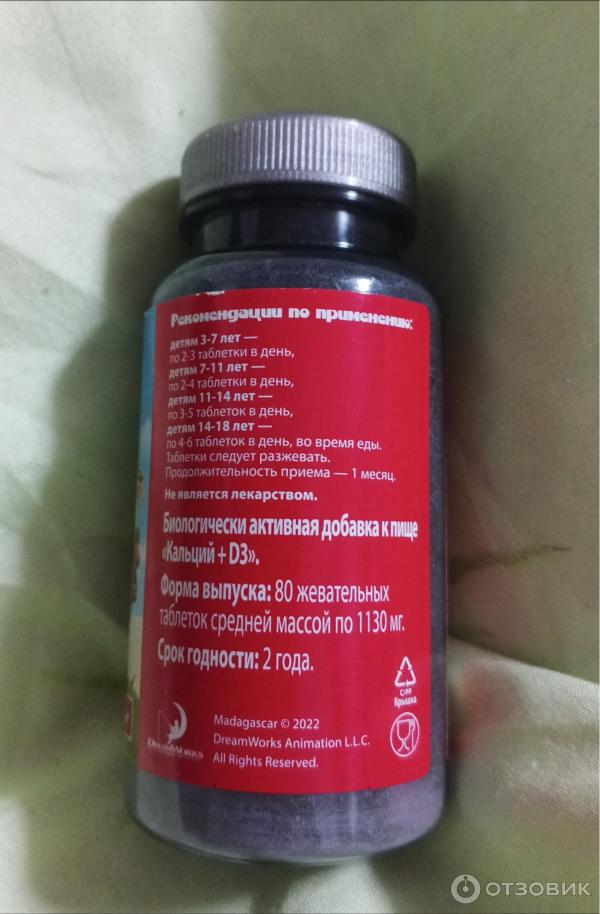 Рекомендации по применению:
детям 3-7 лет —
по 2-3 таблетки в день,
детям 7-11 лет —
по 2-4 таблетки в день,
детям 11-14 лет —
по 3-5 таблеток в день,
детям 14-18 лет —
по 4-6 таблеток в день, во время еды.
Таблетки следует разжевать.
Продолжительность приема — 1 месяц.
Не является лекарством.
Биологически активная добавка к пище
«Кальций + D3».
Форма выпуска: 80 жевательных
таблеток средней массой по 1130 мг.
Срок годности: 2 года.
C/PP
Крышка
DREAMWORKS
Madagascar © 2022
DreamWorks Animation L.L.C.
All Rights Reserved.
ОТЗОВИК